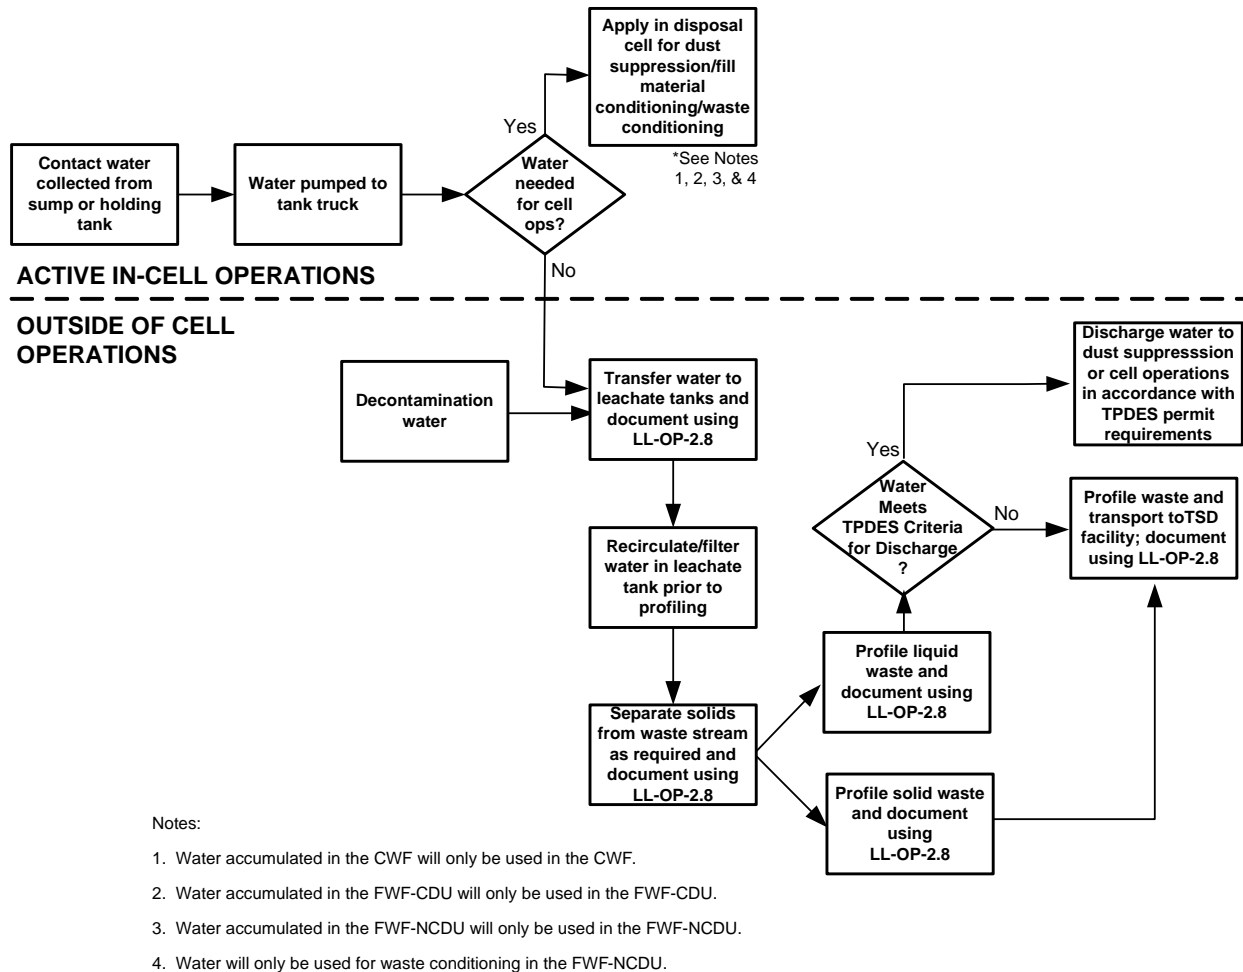 Apply in disposal
cell for dust
suppression/fill
material
conditioning/waste
conditioning
Yes
*See Notes
1, 2, 3, & 4
Contact water
collected from
sump or holding
tank
Water pumped to
tank truck
Water
needed
for cell
ops?
No
ACTIVE IN-CELL OPERATIONS
OUTSIDE OF CELL
OPERATIONS
Decontamination
water
Transfer water to
leachate tanks and
document using
LL-OP-2.8
Recirculate/filter
water in leachate
tank prior to
profiling
Separate solids
from waste stream
as required and
document using
LL-OP-2.8
Profile liquid
waste and
document using
LL-OP-2.8
Profile solid waste
and document
using
LL-OP-2.8
Water
Meets
TPDES Criteria
for Discharge
?
Yes
No
Discharge water to
dust suppresssion
or cell operations
in accordance with
TPDES permit
requirements
Profile waste and
transport toTSD
facility; document
using LL-OP-2.8
Notes:
1. Water accumulated in the CWF will only be used in the CWF.
2. Water accumulated in the FWF-CDU will only be used in the FWF-CDU.
3. Water accumulated in the FWF-NCDU will only be used in the FWF-NCDU.
4. Water will only be used for waste conditioning in the FWF-NCDU.